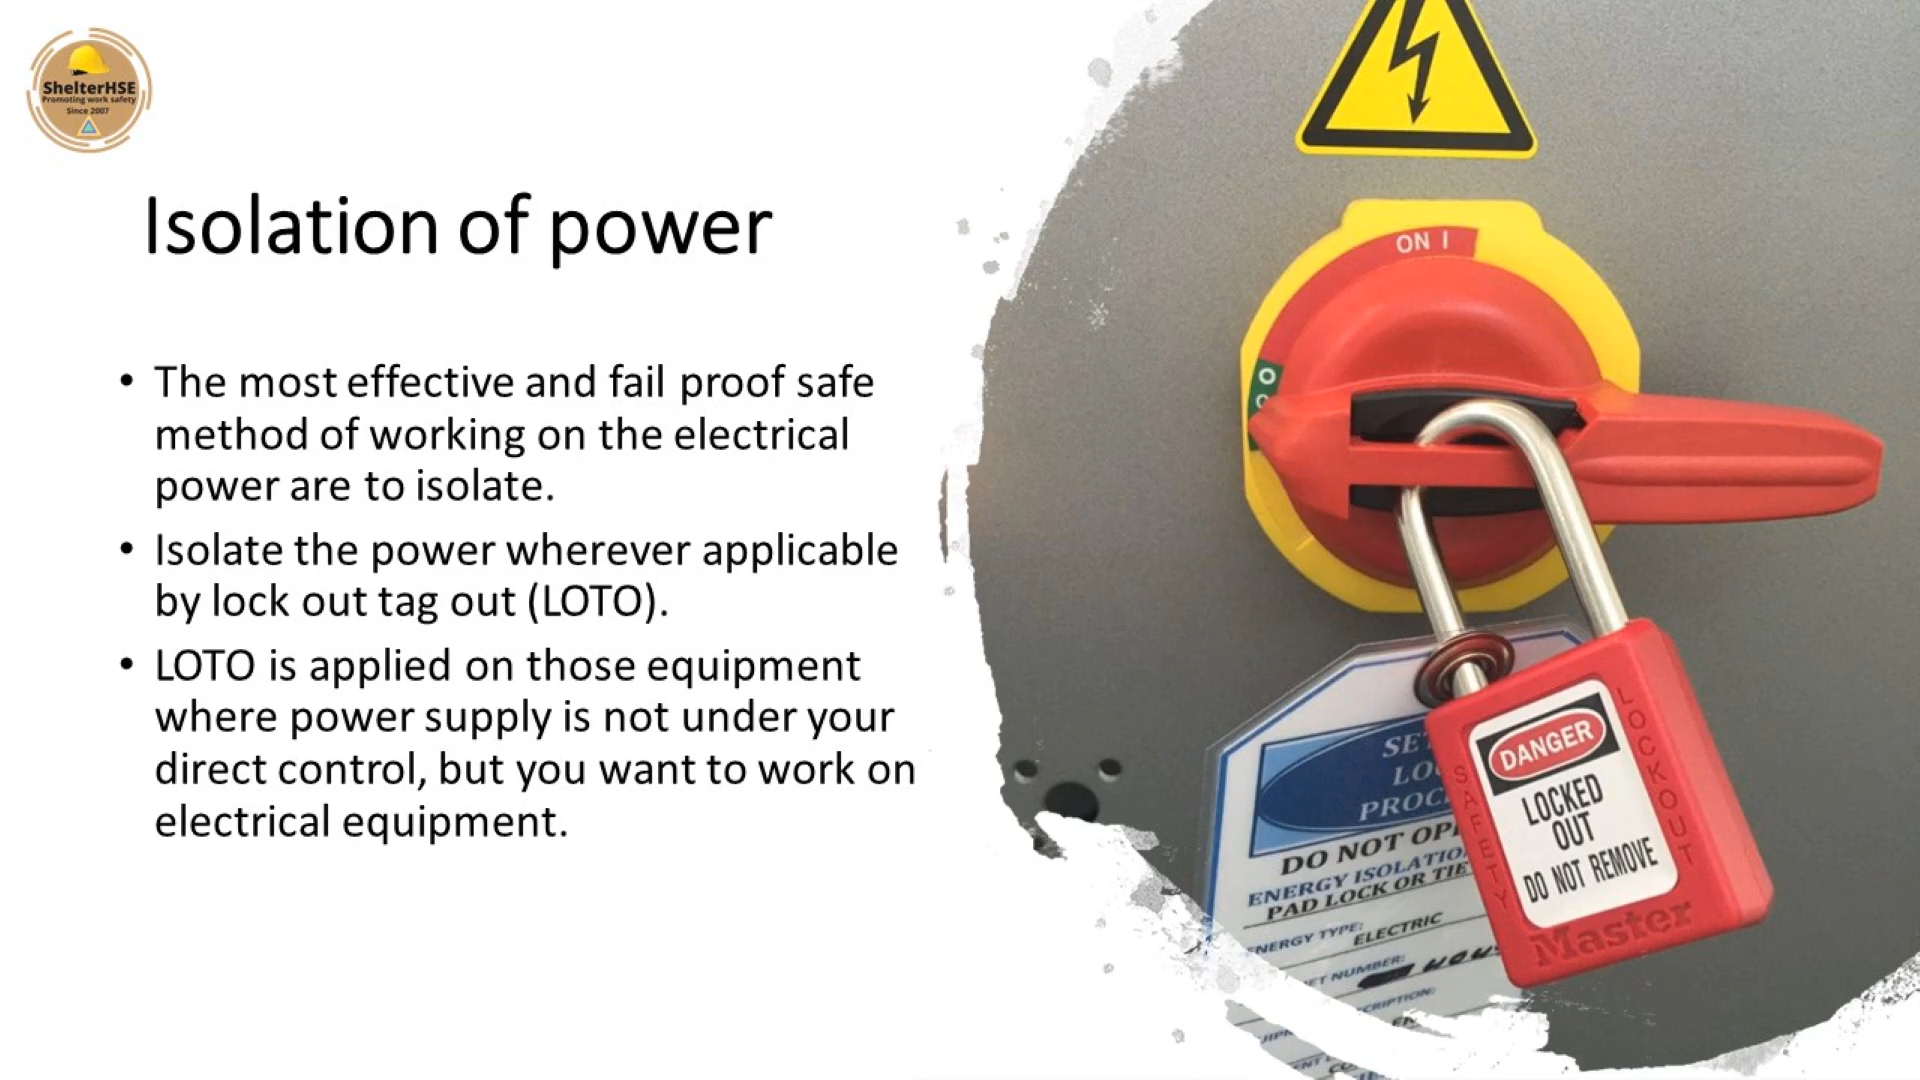 ShelterHSE
Promoting work safety
Since 2007
Isolation of power
• The most effective and fail proof safe
method of working on the electrical
power are to isolate.
• Isolate the power wherever applicable
by lock out tag out (LOTO).
• LOTO is applied on those equipment
where power supply is not under your
direct control, but you want to work on
electrical equipment.
ON I
O
DANGER
LOCKED
OUT
DO NOT REMOVE
SAFETY
LOCKOUT
Master
DO NOT
ENERGY
PAD LOCK OR
ENERGY TYPE: ELECTRIC
NUMBER: